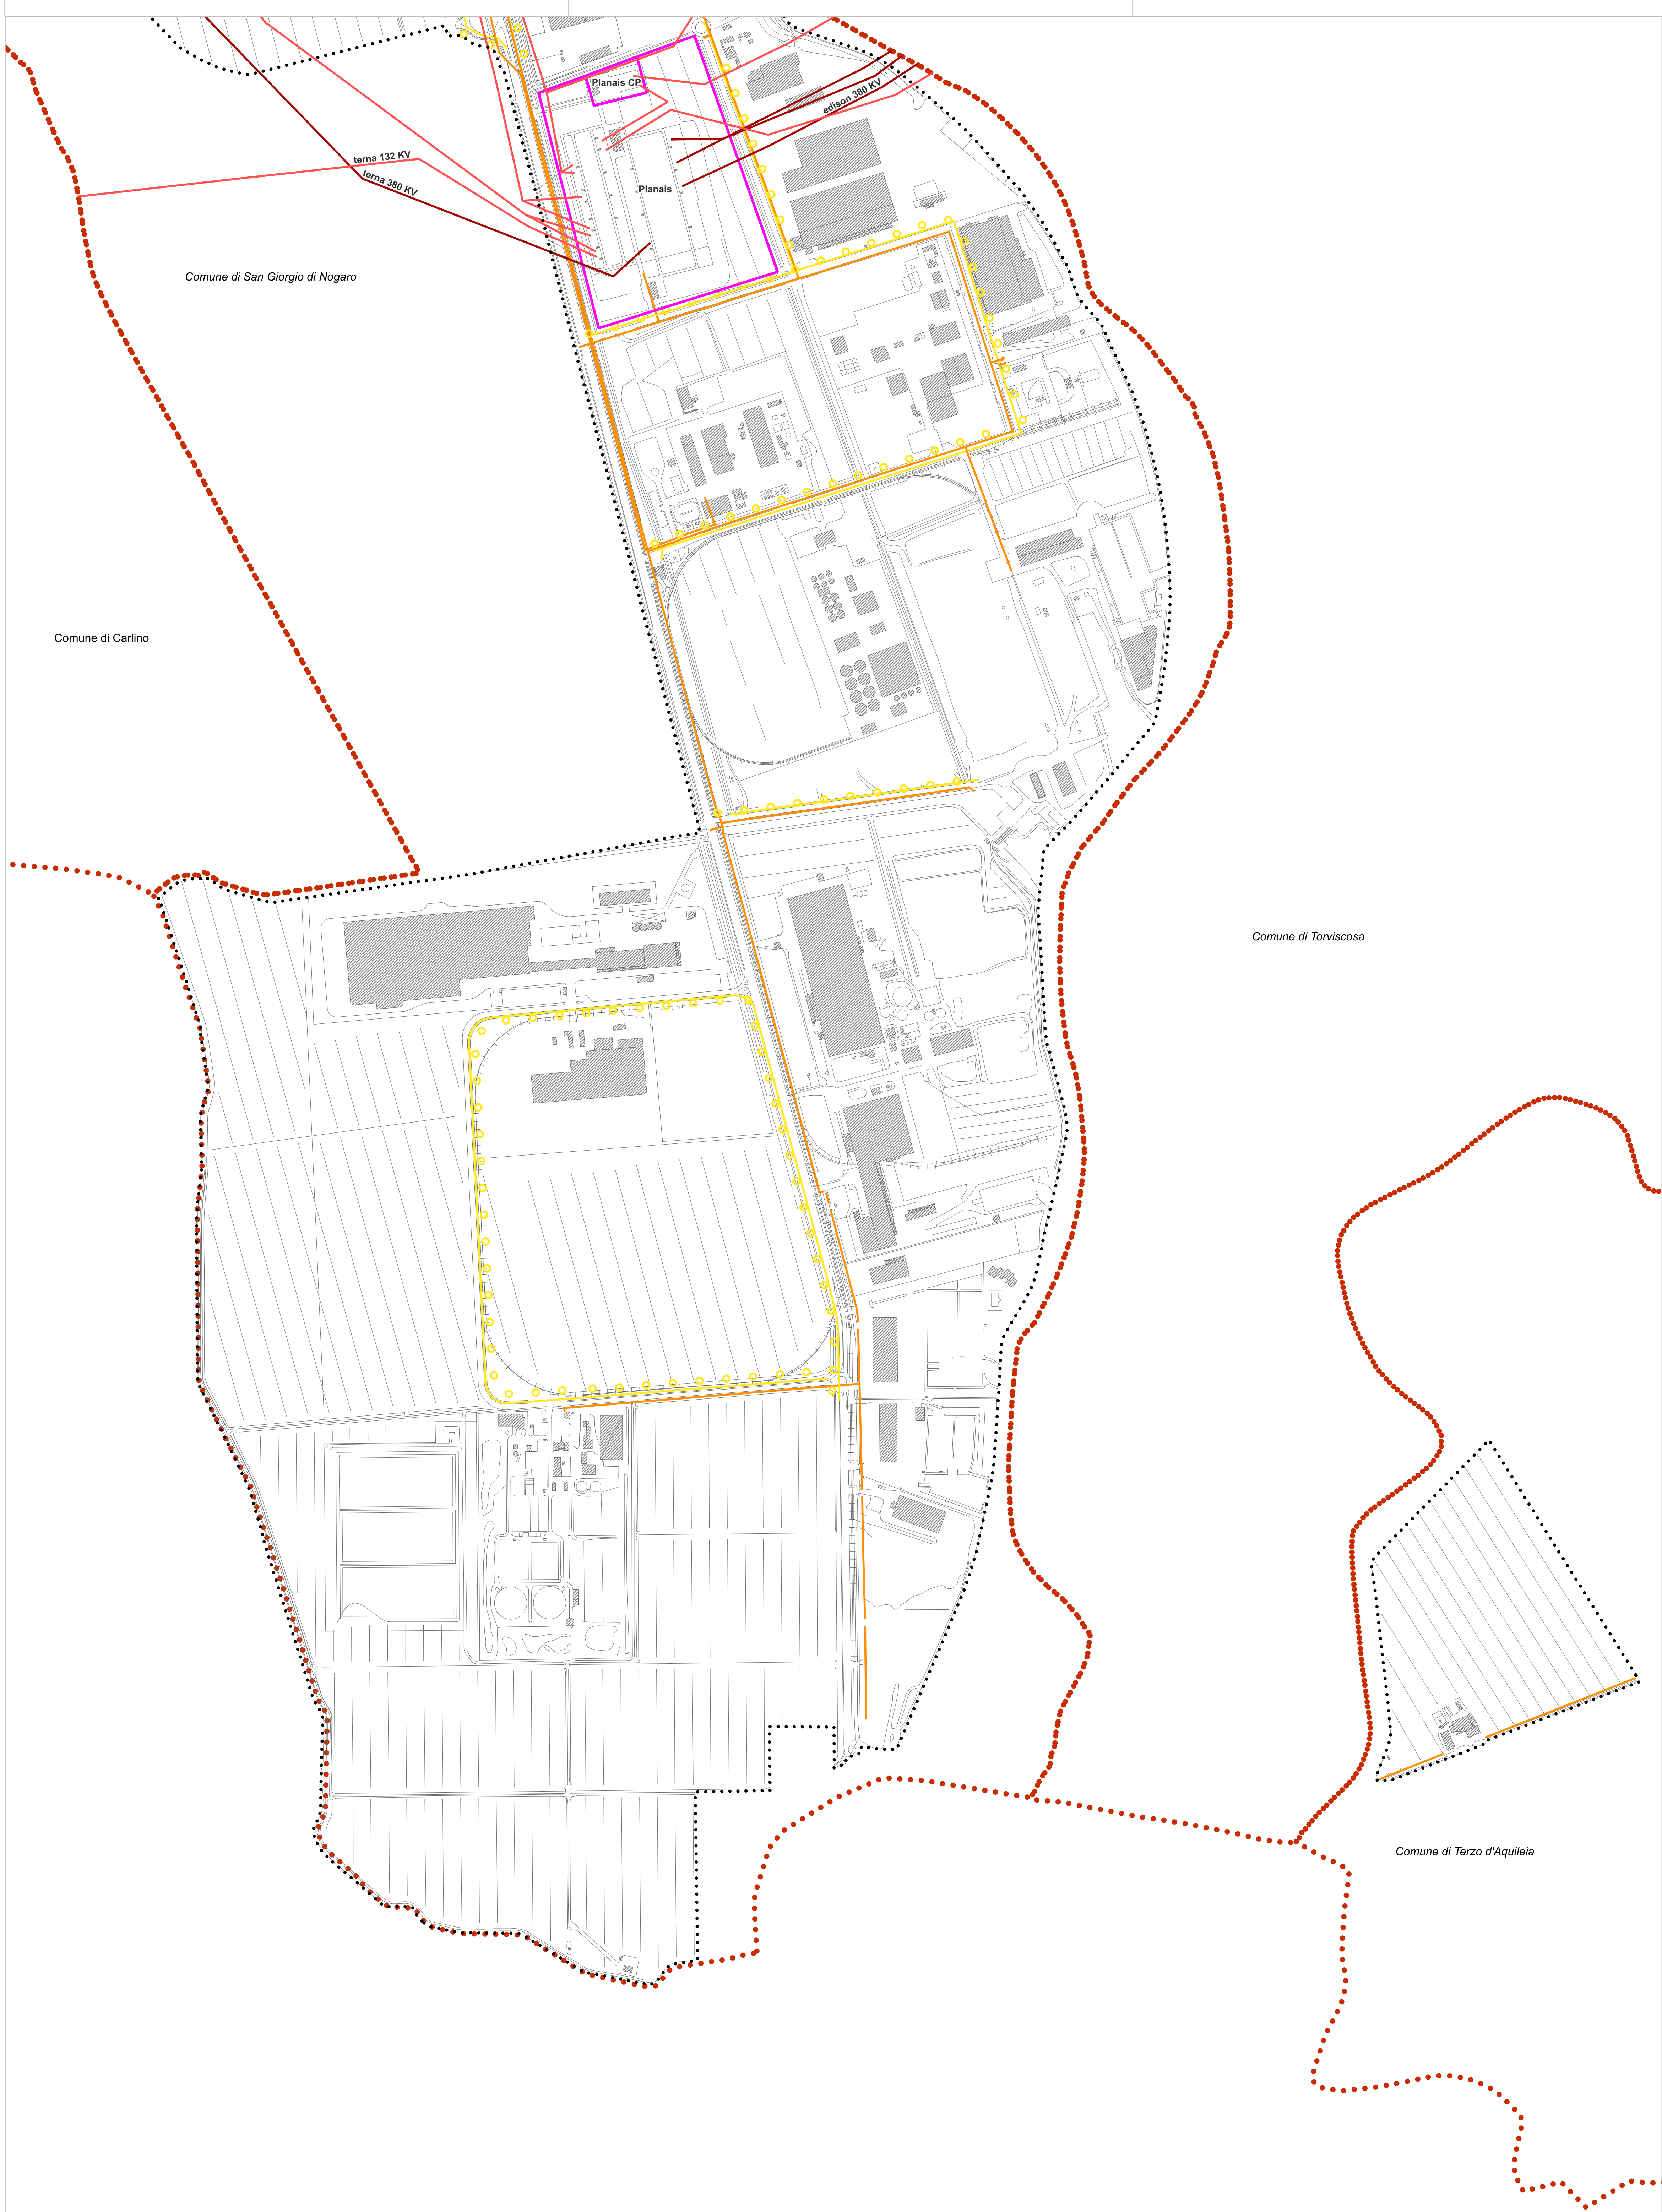 Planais CP
edison 380 KV
terna 132 KV
terna 380 KV
Planais
Comune di San Giorgio di Nogaro
Comune di Carlino
Comune di Torviscosa
Comune di Terzo d'Aquileia